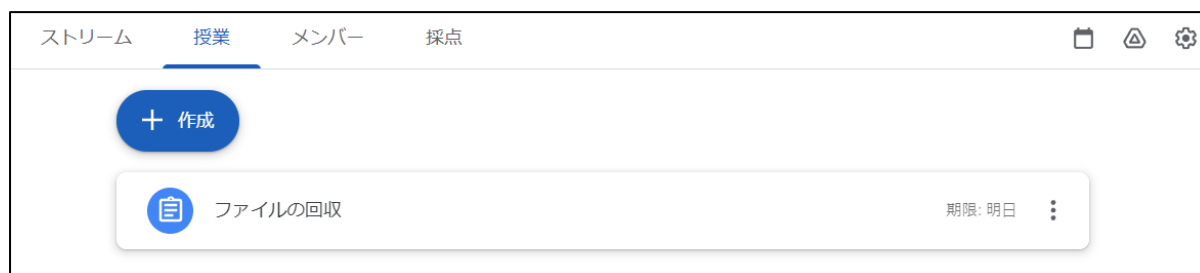 ストリーム 授業 メンバー 採点
作成
ファイルの回収 期限: 明日